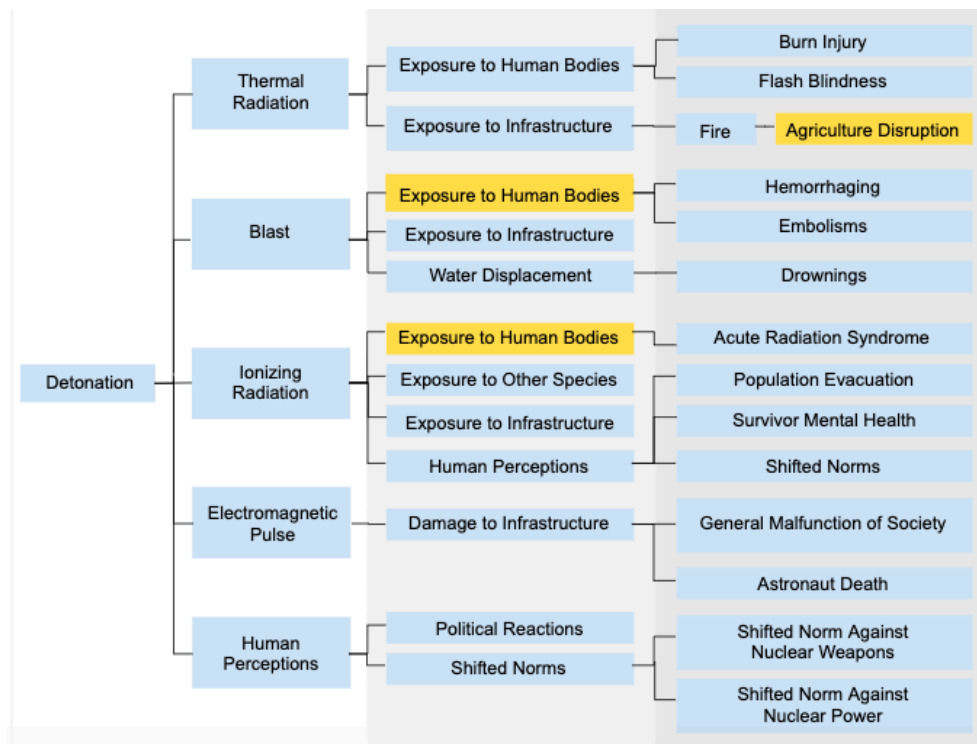 Detonation
Thermal
Radiation
Exposure to Human Bodies
Burn Injury
Flash Blindness
Exposure to Infrastructure
Fire
Agriculture Disruption
Blast
Exposure to Human Bodies
Hemorrhaging
Embolisms
Exposure to Infrastructure
Water Displacement
Drownings
Ionizing
Radiation
Exposure to Human Bodies
Acute Radiation Syndrome
Exposure to Other Species
Exposure to Infrastructure
Human Perceptions
Population Evacuation
Survivor Mental Health
Shifted Norms
Electromagnetic
Pulse
Damage to Infrastructure
General Malfunction of Society
Astronaut Death
Human
Perceptions
Political Reactions
Shifted Norms
Shifted Norm Against
Nuclear Weapons
Shifted Norm Against
Nuclear Power